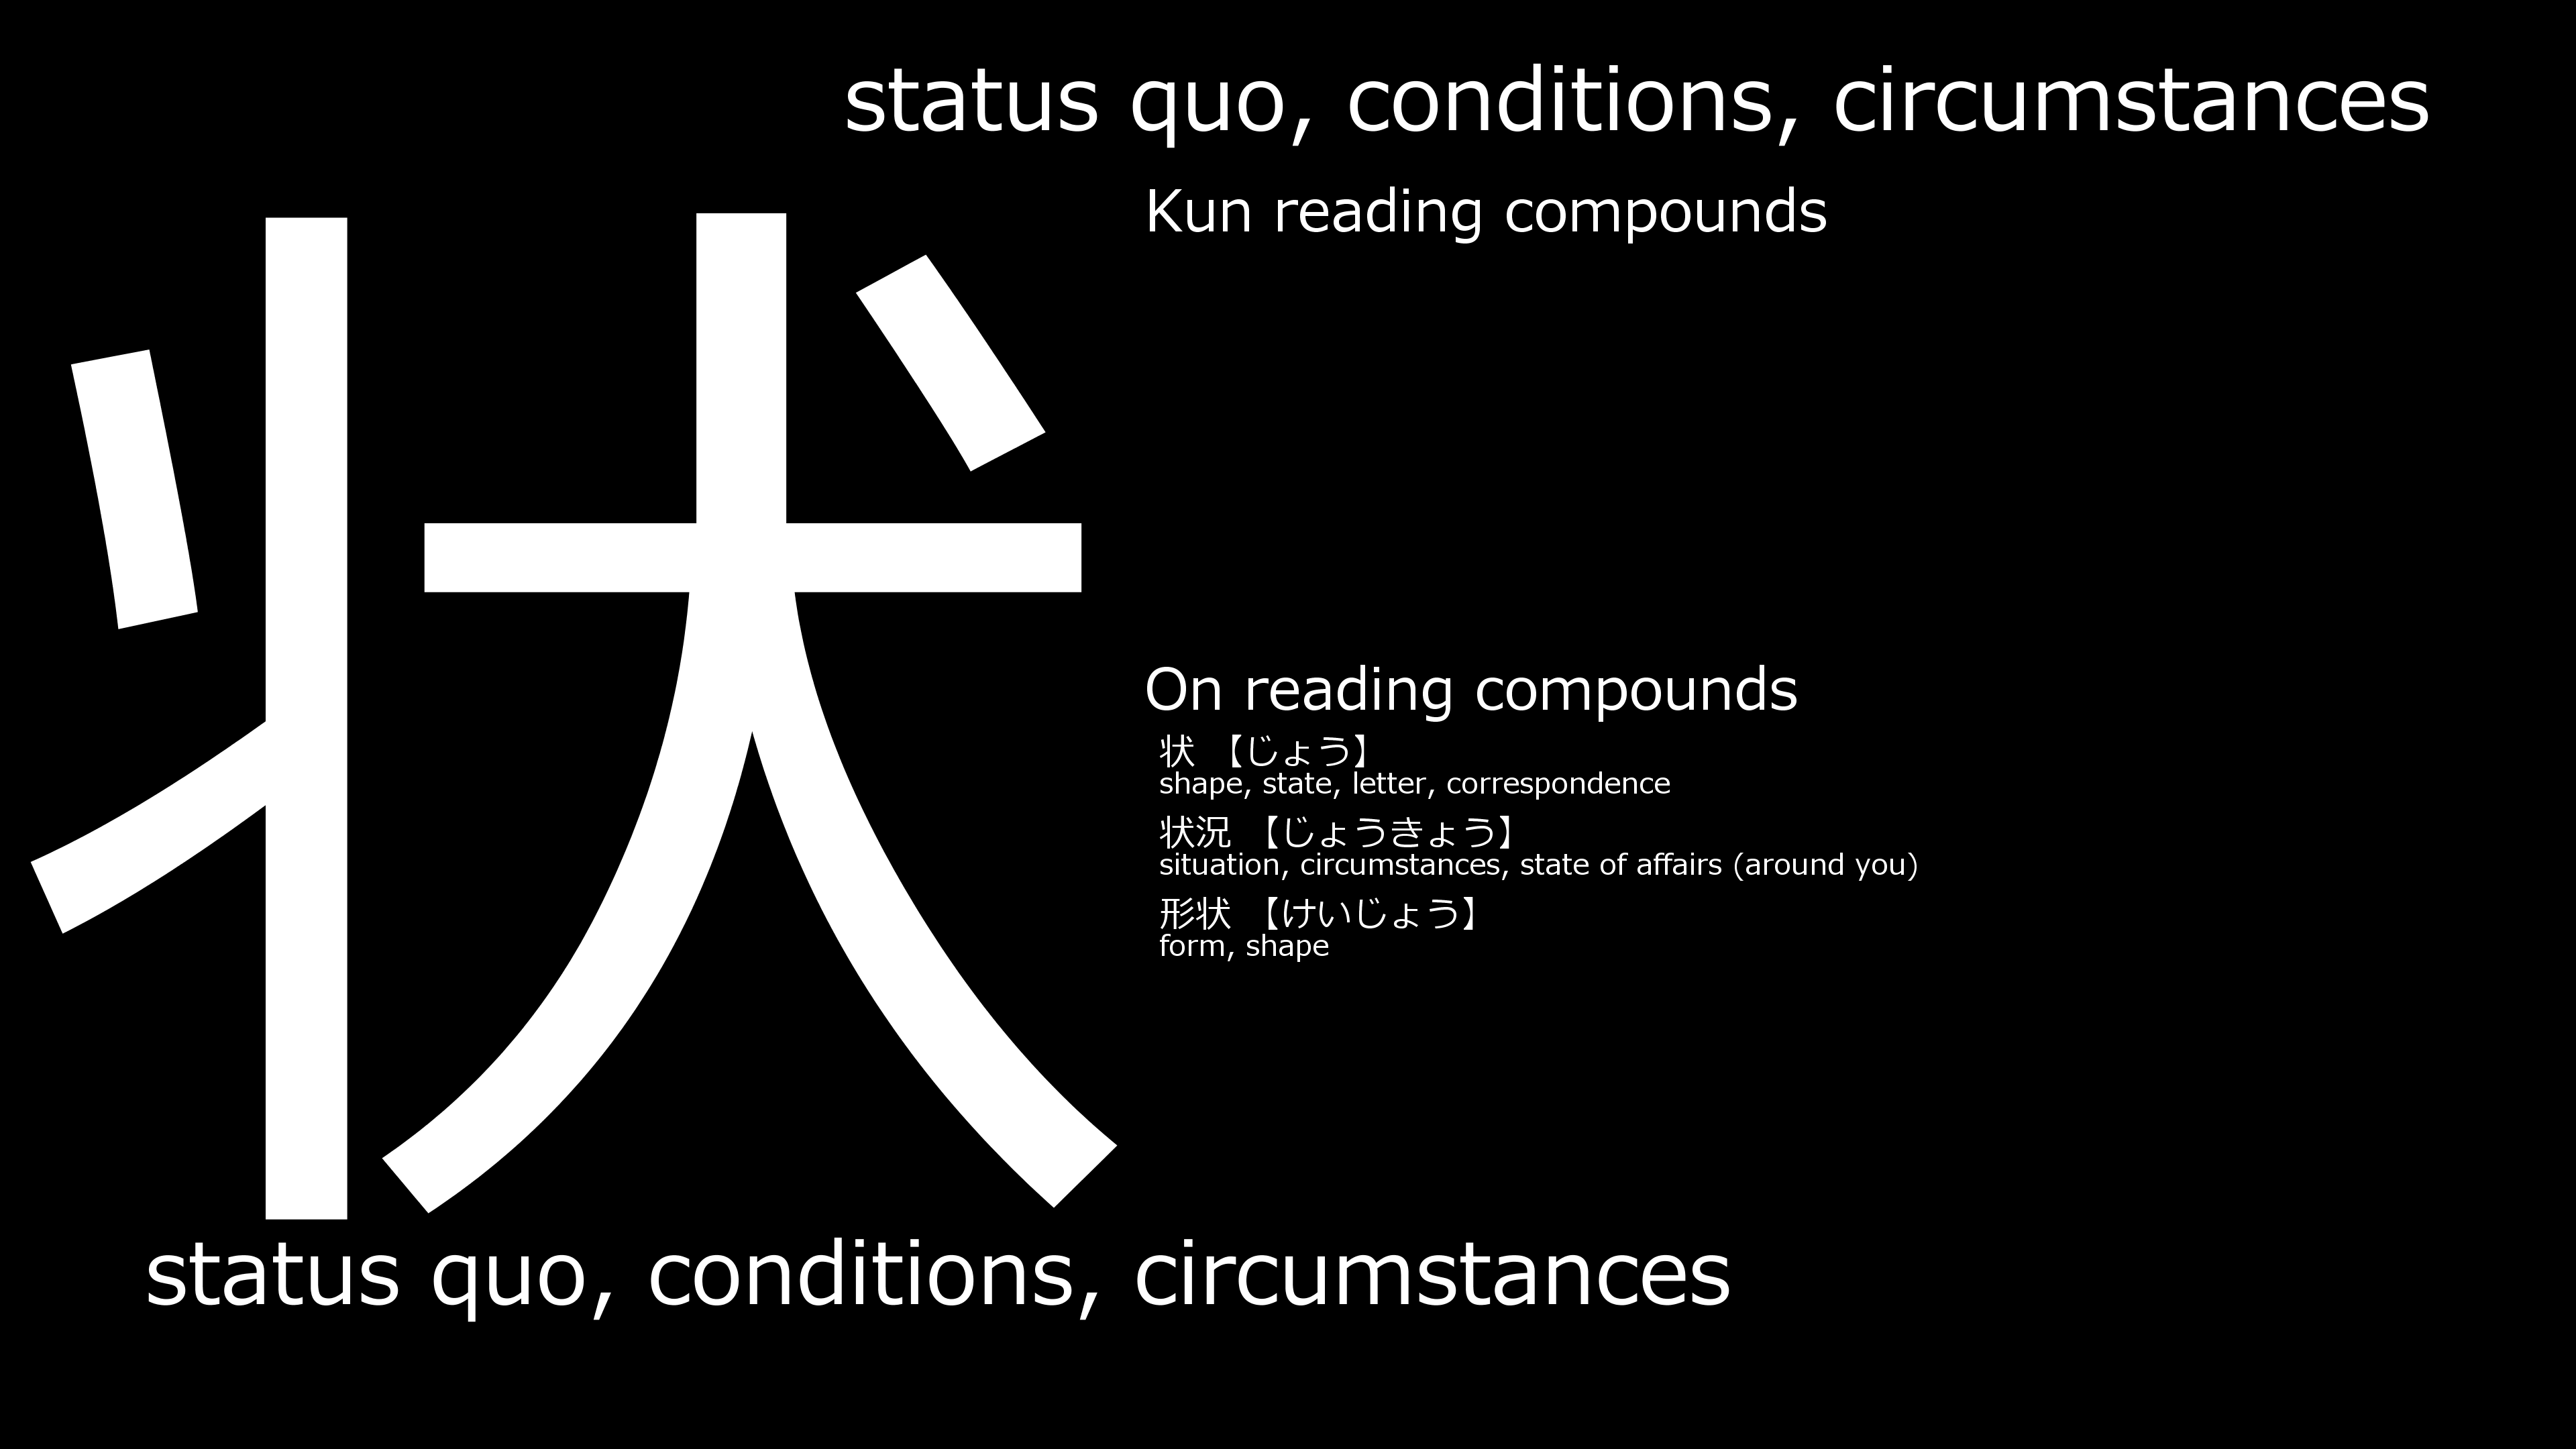 status quo, conditions, circumstances
Kun reading compounds
状
On reading compounds
状 【じょう】
shape, state, letter, correspondence
状況 【じょうきょう】
situation, circumstances, state of affairs (around you)
形状 【けいじょう】
form, shape
status quo, conditions, circumstances